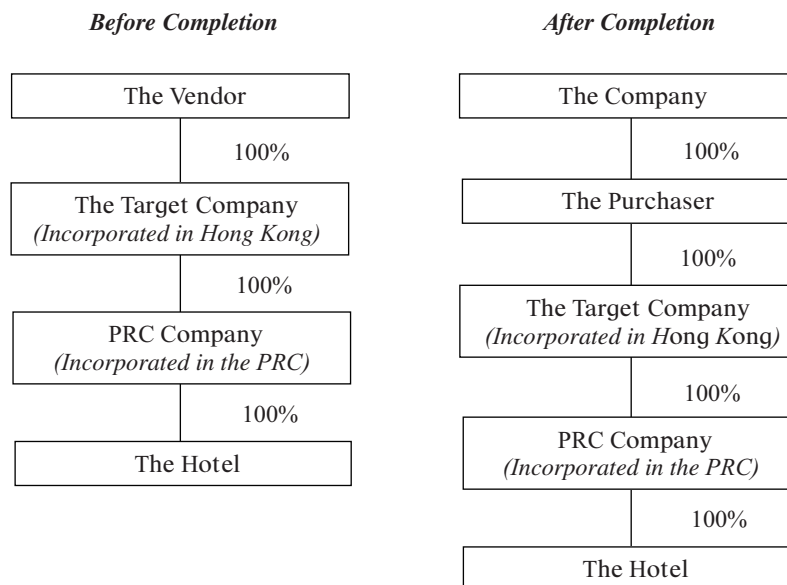 Before Completion
The Vendor
100%
The Target Company
(Incorporated in Hong Kong)
100%
PRC Company
(Incorporated in the PRC)
100%
The Hotel
After Completion
The Company
100%
The Purchaser
100%
The Target Company
(Incorporated in Hong Kong)
100%
PRC Company
(Incorporated in the PRC)
100%
The Hotel